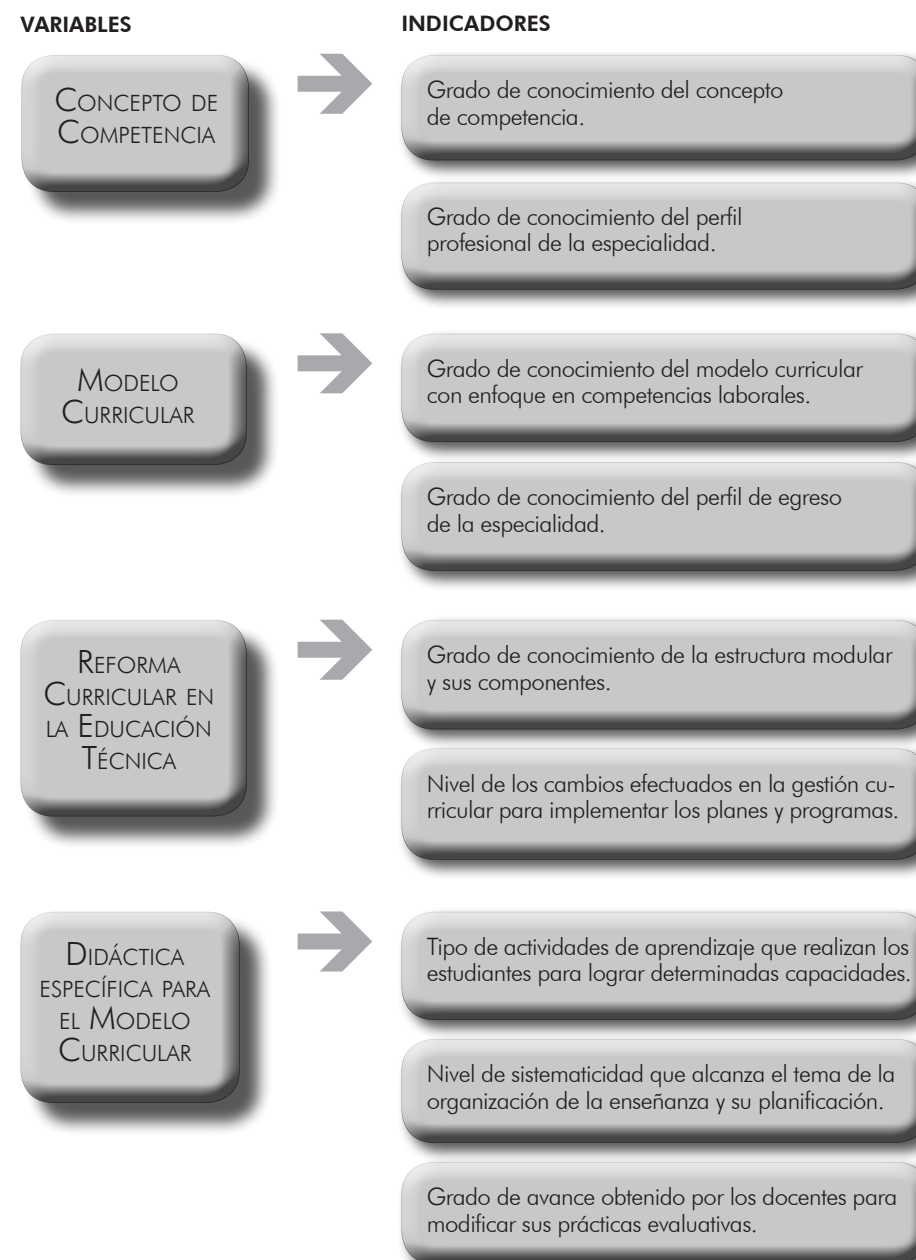 VARIABLES
INDICADORES
CONCEPTO DE
COMPETENCIA
Grado de conocimiento del concepto
de competencia.
Grado de conocimiento del perfil
profesional de la especialidad.
MODELO
CURRICULAR
Grado de conocimiento del modelo curricular
con enfoque en competencias laborales.
Grado de conocimiento del perfil de egreso
de la especialidad.
REFORMA
CURRICULAR EN
LA EDUCACIÓN
TÉCNICA
Grado de conocimiento de la estructura modular
y sus componentes.
Nivel de los cambios efectuados en la gestión cu-
rricular para implementar los planes y programas.
DIDÁCTICA
ESPECÍFICA PARA
EL MODELO
CURRICULAR
Tipo de actividades de aprendizaje que realizan los
estudiantes para lograr determinadas capacidades.
Nivel de sistematicidad que alcanza el tema de la
organización de la enseñanza y su planificación.
Grado de avance obtenido por los docentes para
modificar sus prácticas evaluativas.